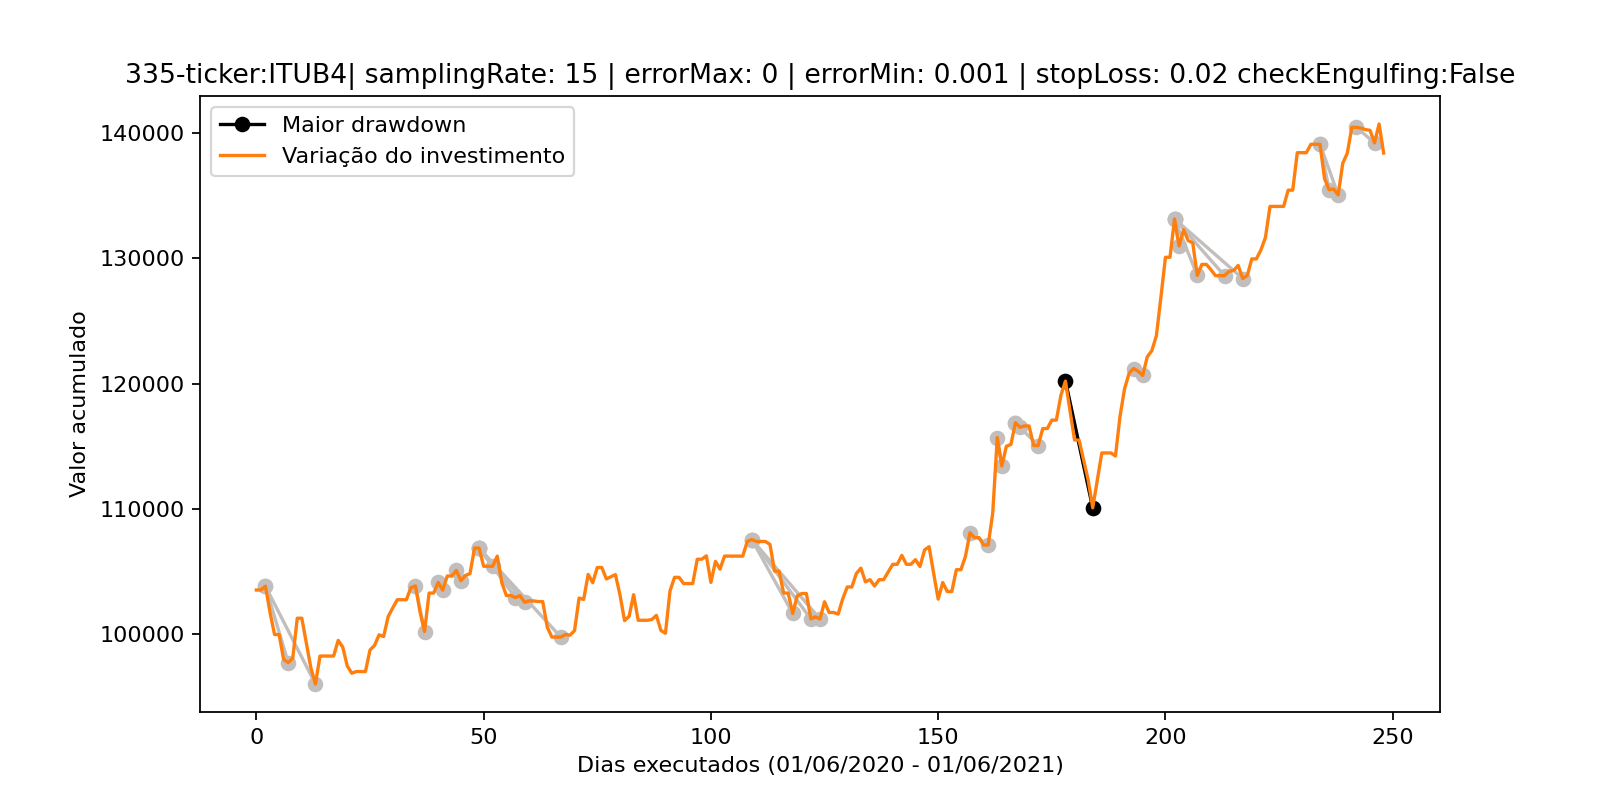 335-ticker:ITUB4| samplingRate: 15 | errorMax: 0 | errorMin: 0.001 | stopLoss: 0.02 checkEngulfing:False
Maior drawdown
Variação do investimento
Valor acumulado
140000
130000
120000
110000
100000
0 50 100 150 200 250
Dias executados (01/06/2020 - 01/06/2021)